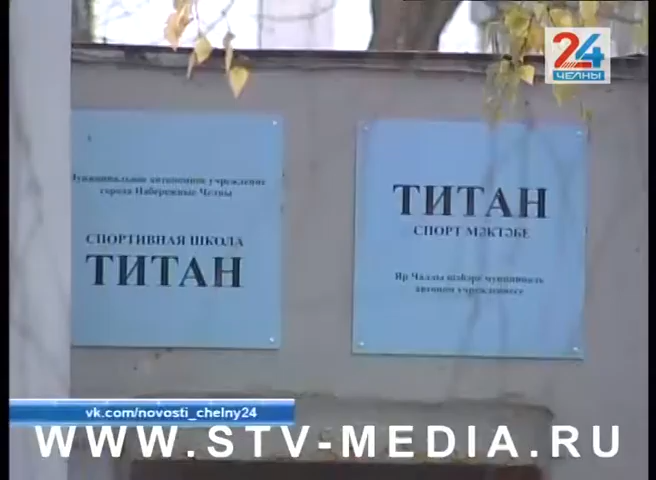 24
ЧЕЛНЫ
Муниципальное автономное учреждение
города Набережные Челны
СПОРТИВНАЯ ШКОЛА
ТИТАН
ТИТАН
СПОРТ МӘКТӘБЕ
Яр Чаллы шәһәре муниципаль
автоном учреждениесе
vk.com/novosti_chelny24
WWW.STV-MEDIA.RU